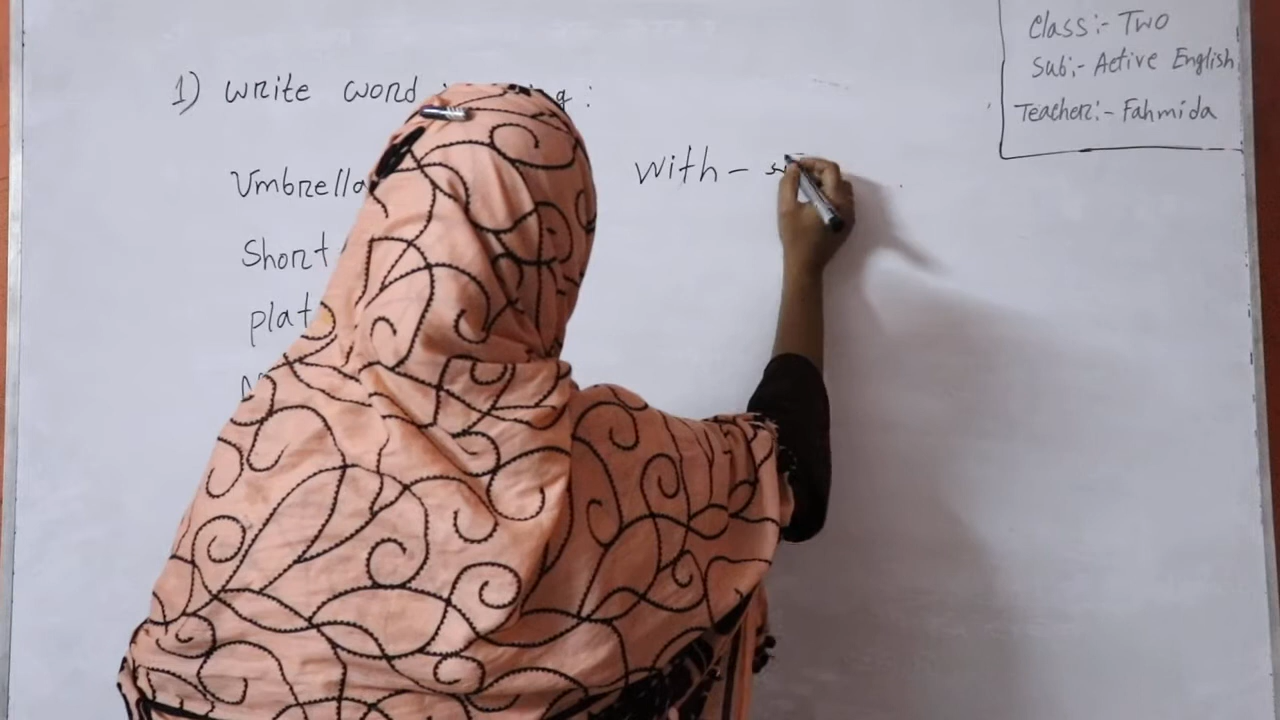 1) Write word
Umbrella
Short
plat
With -
Class:- Two
Sub:- Active English
Teacher:- Fahmida